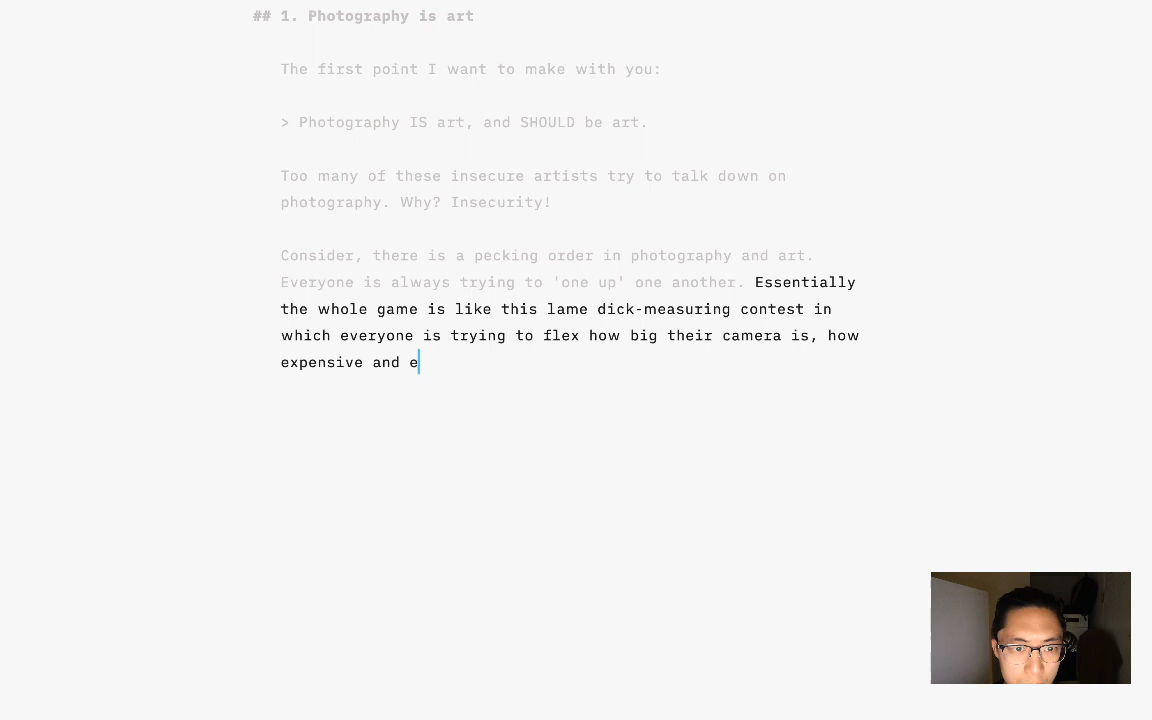 ## 1. Photography is art
The first point I want to make with you:
> Photography IS art, and SHOULD be art.
Too many of these insecure artists try to talk down on
photography. Why? Insecurity!
Consider, there is a pecking order in photography and art.
Everyone is always trying to 'one up' one another. Essentially
the whole game is like this lame dick-measuring contest in
which everyone is trying to flex how big their camera is, how
expensive and e